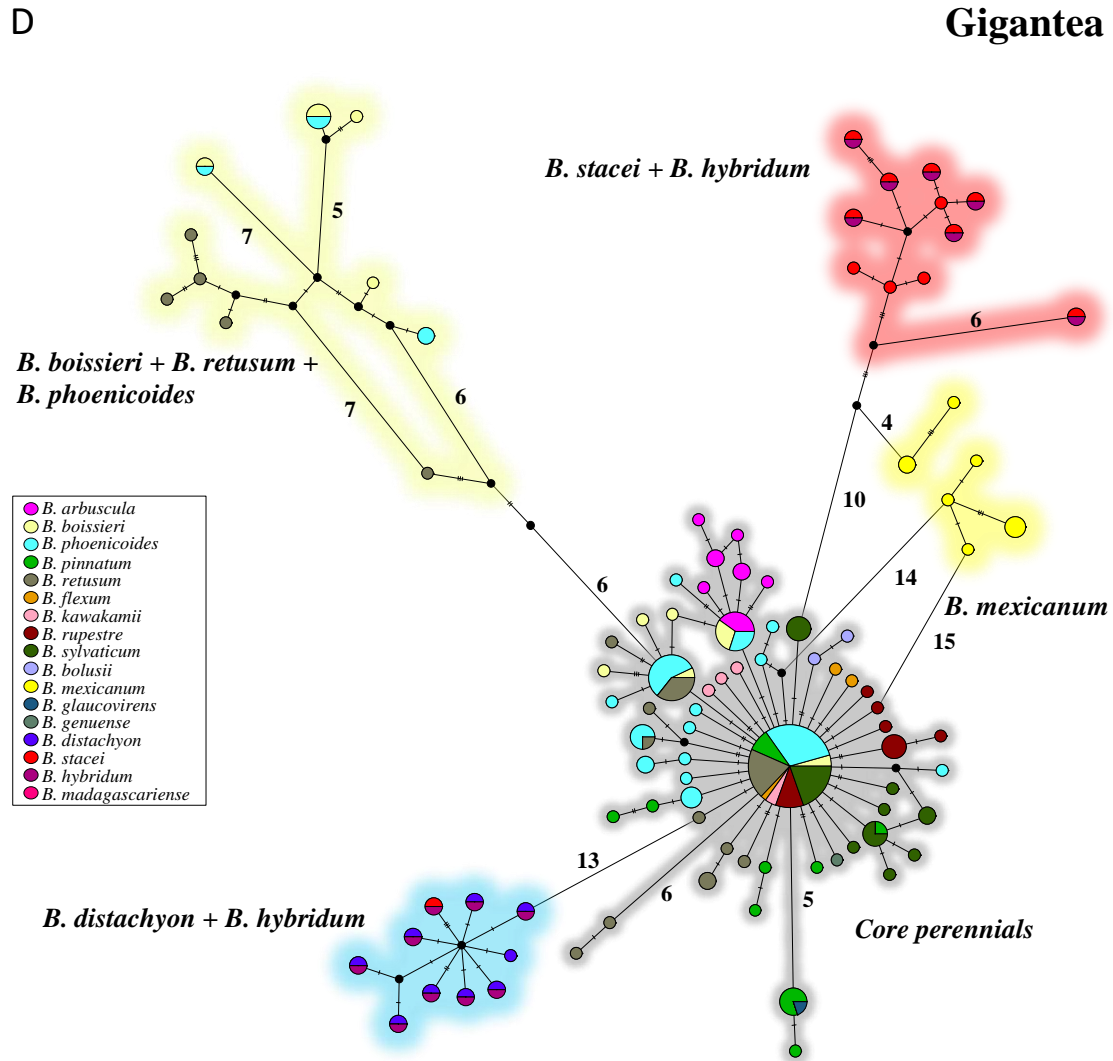 D
Gigantea
B. stacei + B. hybridum
5
7
6
B. boissieri + B. retusum +
B. phoenicoides
7
6
4
10
B. arbuscula
B. boissieri
B. phoenicoides
B. pinnatum
B. retusum
B. flexum
B. kawakamii
B. rupestre
B. sylvaticum
B. bolusii
B. mexicanum
B. glaucovirens
B. genuense
B. distachyon
B. stacei
B. hybridum
B. madagascariense
14
6
B. mexicanum
15
13
6
5
B. distachyon + B. hybridum
Core perennials